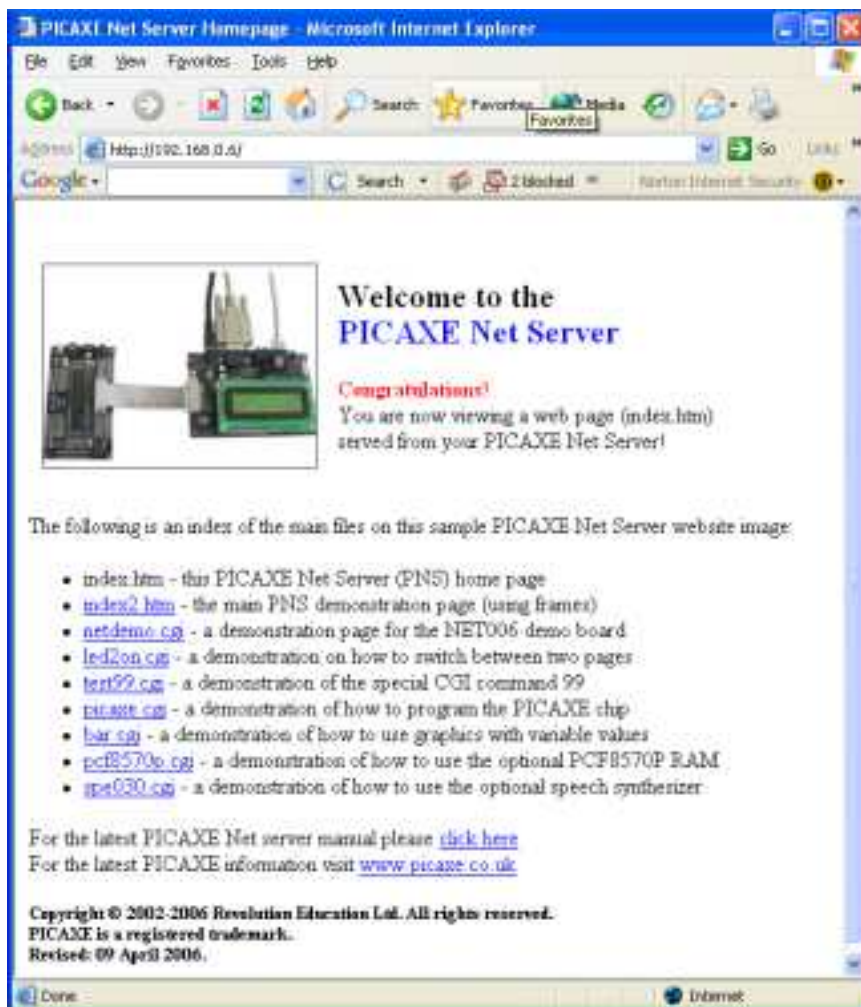 PICAXE Net Server Homepage - Microsoft Internet Explorer
File Edit View Favorites Tools Help
Back Search Favorites Media
Favorites
Address http://192.168.0.6/ Go Links
Google Search 2 blocked Norton Internet Security
Welcome to the
PICAXE Net Server
Congratulations!
You are now viewing a web page (index.htm)
served from your PICAXE Net Server!
The following is an index of the main files on this sample PICAXE Net Server website image:
index.htm - this PICAXE Net Server (PNS) home page
index2.htm - the main PNS demonstration page (using frames)
netdemo.cgi - a demonstration page for the NET006 demo board
led2on.cgi - a demonstration on how to switch between two pages
test99.cgi - a demonstration of the special CGI command 99
picaxe.cgi - a demonstration of how to program the PICAXE chip
bar.cgi - a demonstration of how to use graphics with variable values
pcf8570p.cgi - a demonstration of how to use the optional PCF8570P RAM
spe030.cgi - a demonstration of how to use the optional speech synthesizer
For the latest PICAXE Net server manual please click here
For the latest PICAXE information visit www.picaxe.co.uk
Copyright © 2002-2006 Revolution Education Ltd. All rights reserved.
PICAXE is a registered trademark.
Revised: 09 April 2006.
Done Internet